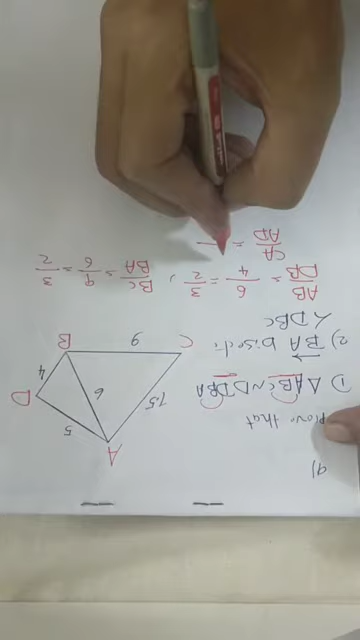 9)
Prove that
1) Δ ABC ~ Δ DBA
2) BA bisects
∠ DBC
A
B
C
D
5
4
6
7.5
9
AB/DB = 6/4 = 3/2, BC/BA = 9/6 = 3/2
CA/AD =